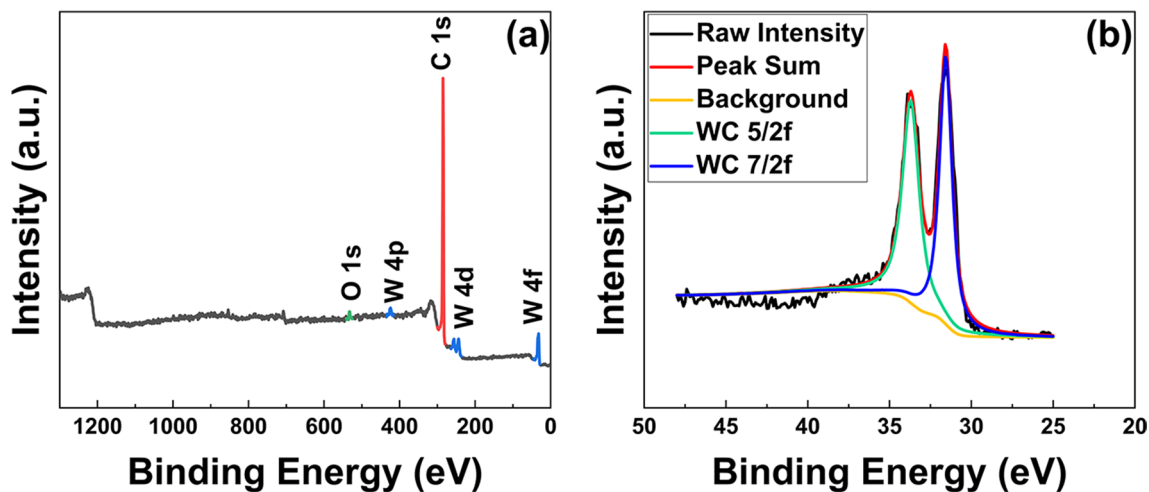 (a)
C 1s
O 1s
W 4p
W 4d
W 4f
Intensity (a.u.)
1200 1000 800 600 400 200 0
Binding Energy (eV)
(b)
Raw Intensity
Peak Sum
Background
WC 5/2f
WC 7/2f
Intensity (a.u.)
50 45 40 35 30 25 20
Binding Energy (eV)